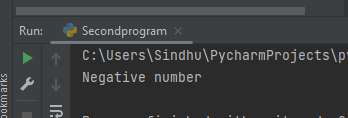 Run: Secondprogram
C:\Users\Sindhu\PycharmProjects\p
Negative number